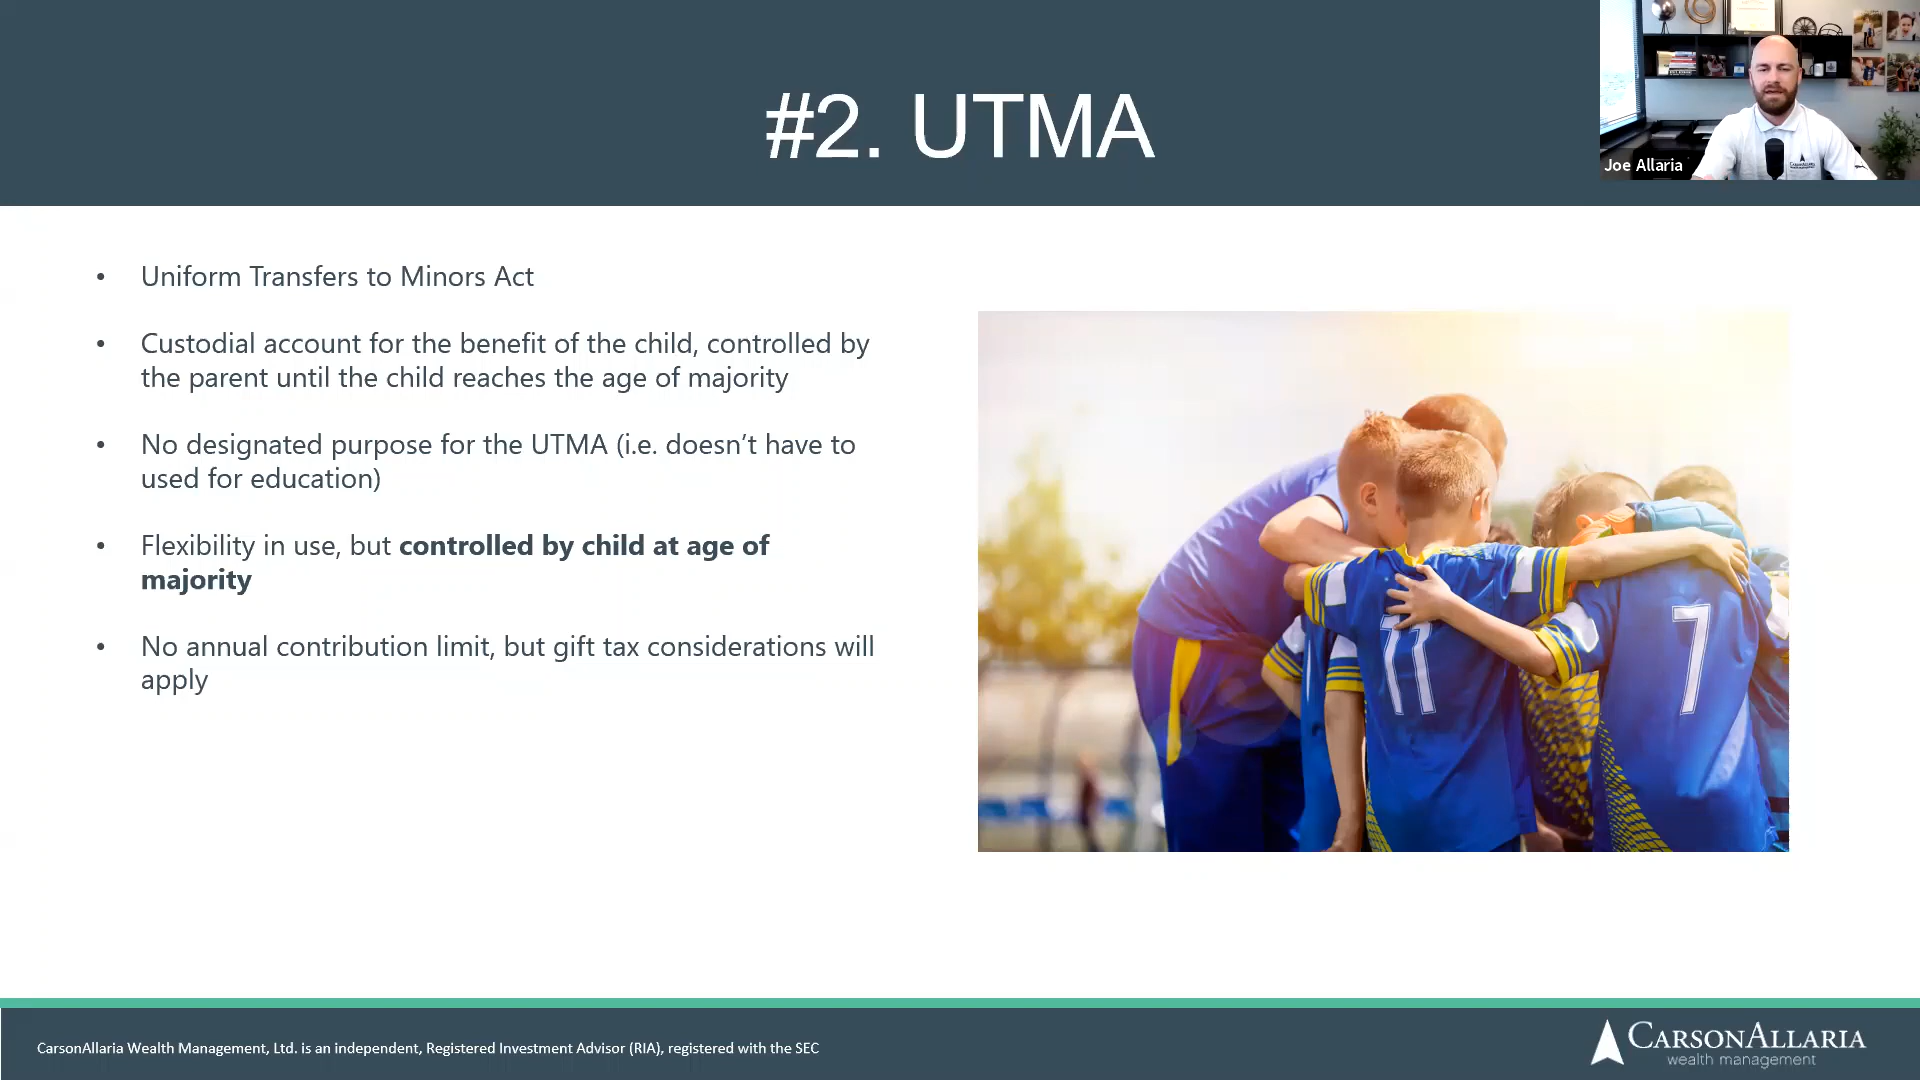 #2. UTMA
Joe Allaria
• Uniform Transfers to Minors Act
• Custodial account for the benefit of the child, controlled by
the parent until the child reaches the age of majority
• No designated purpose for the UTMA (i.e. doesn’t have to
used for education)
• Flexibility in use, but controlled by child at age of
majority
• No annual contribution limit, but gift tax considerations will
apply
11
7
CarsonAllaria Wealth Management, Ltd. is an independent, Registered Investment Advisor (RIA), registered with the SEC
CARSONALLARIA
wealth management